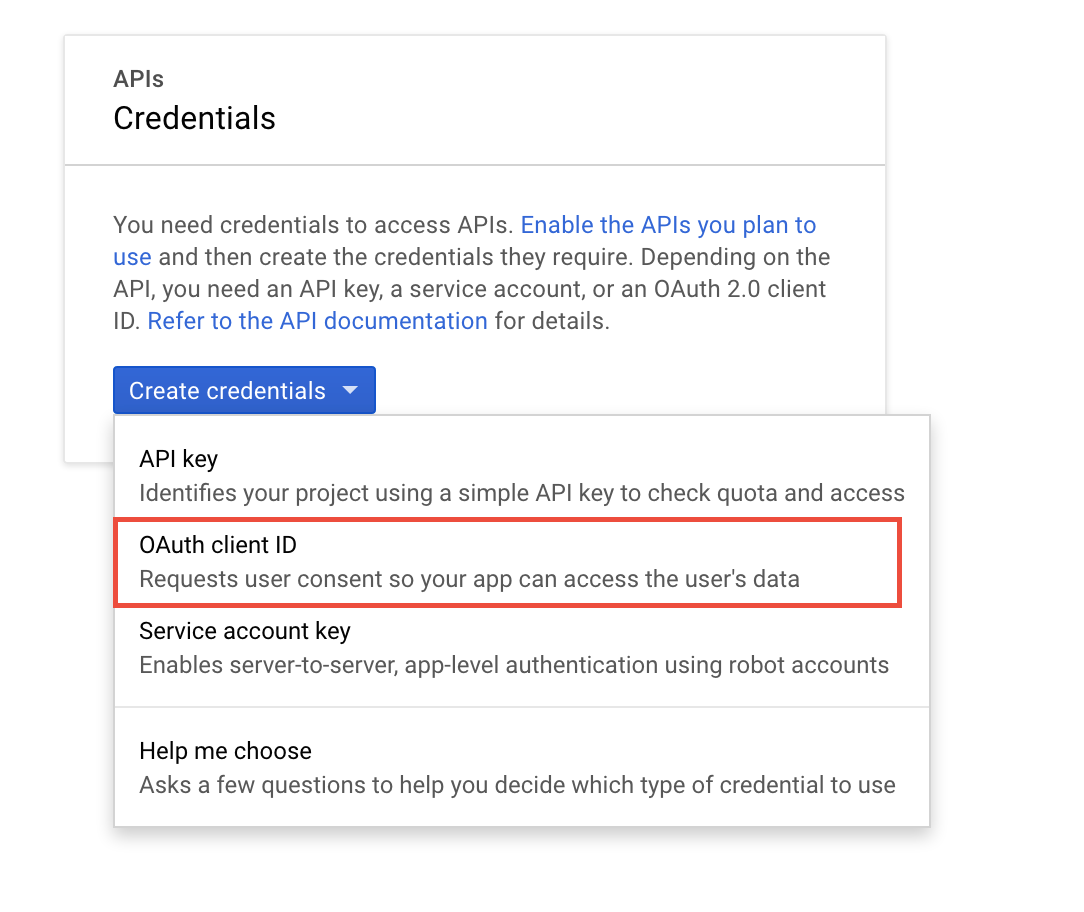 APIs
Credentials
You need credentials to access APIs. Enable the APIs you plan to
use and then create the credentials they require. Depending on the
API, you need an API key, a service account, or an OAuth 2.0 client
ID. Refer to the API documentation for details.
Create credentials
API key
Identifies your project using a simple API key to check quota and access
OAuth client ID
Requests user consent so your app can access the user's data
Service account key
Enables server-to-server, app-level authentication using robot accounts
Help me choose
Asks a few questions to help you decide which type of credential to use